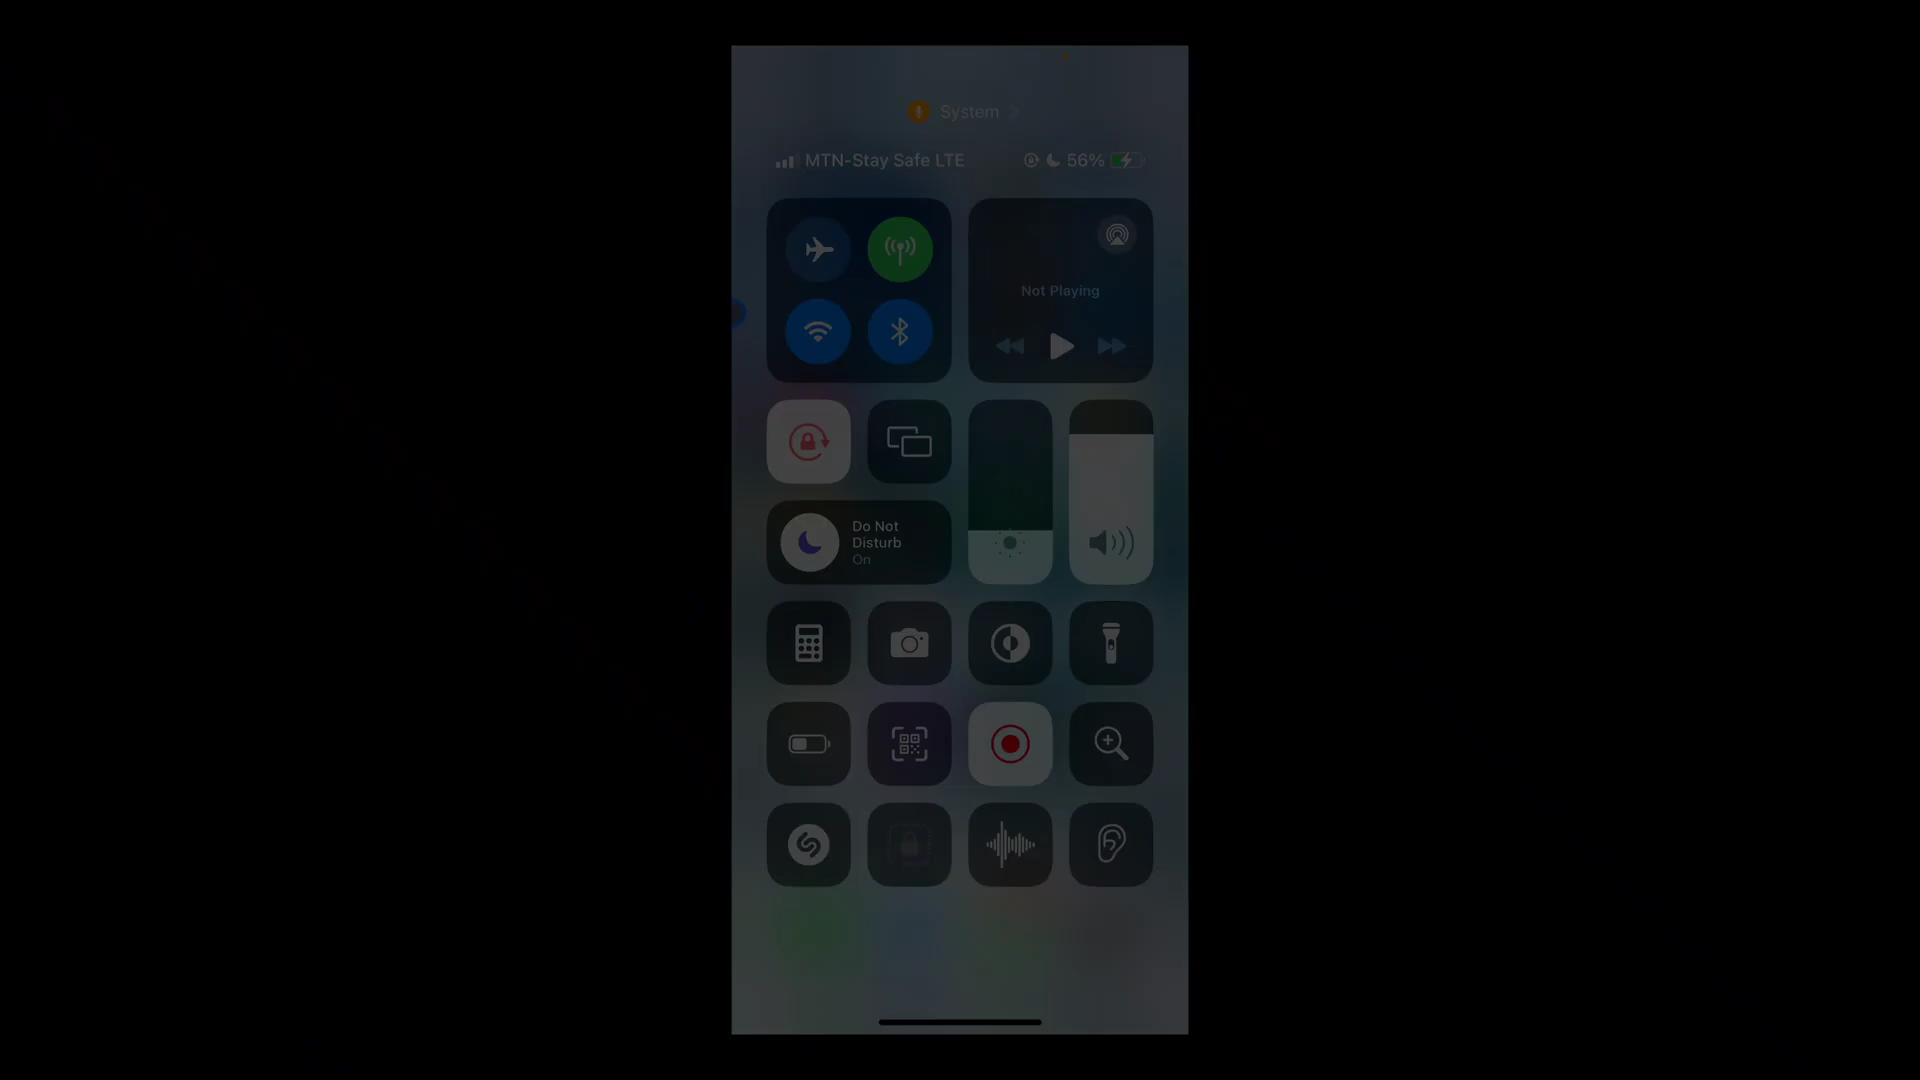 System
MTN-Stay Safe LTE 56%
Not Playing
Do Not
Disturb
On